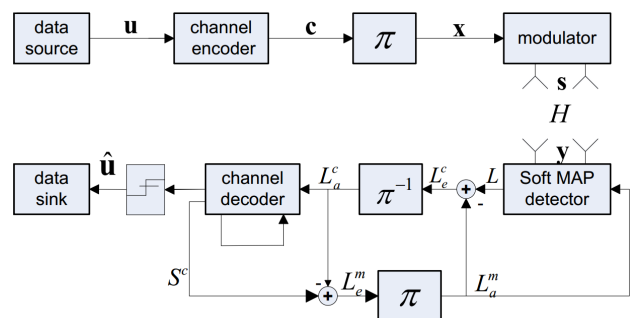 data source
u
channel encoder
c
π
x
modulator
s
H
y
data sink
û
channel decoder
L_a^c
π⁻¹
L_e^c
+
-
L
Soft MAP detector
S^c
-
+
L_e^m
π
L_a^m